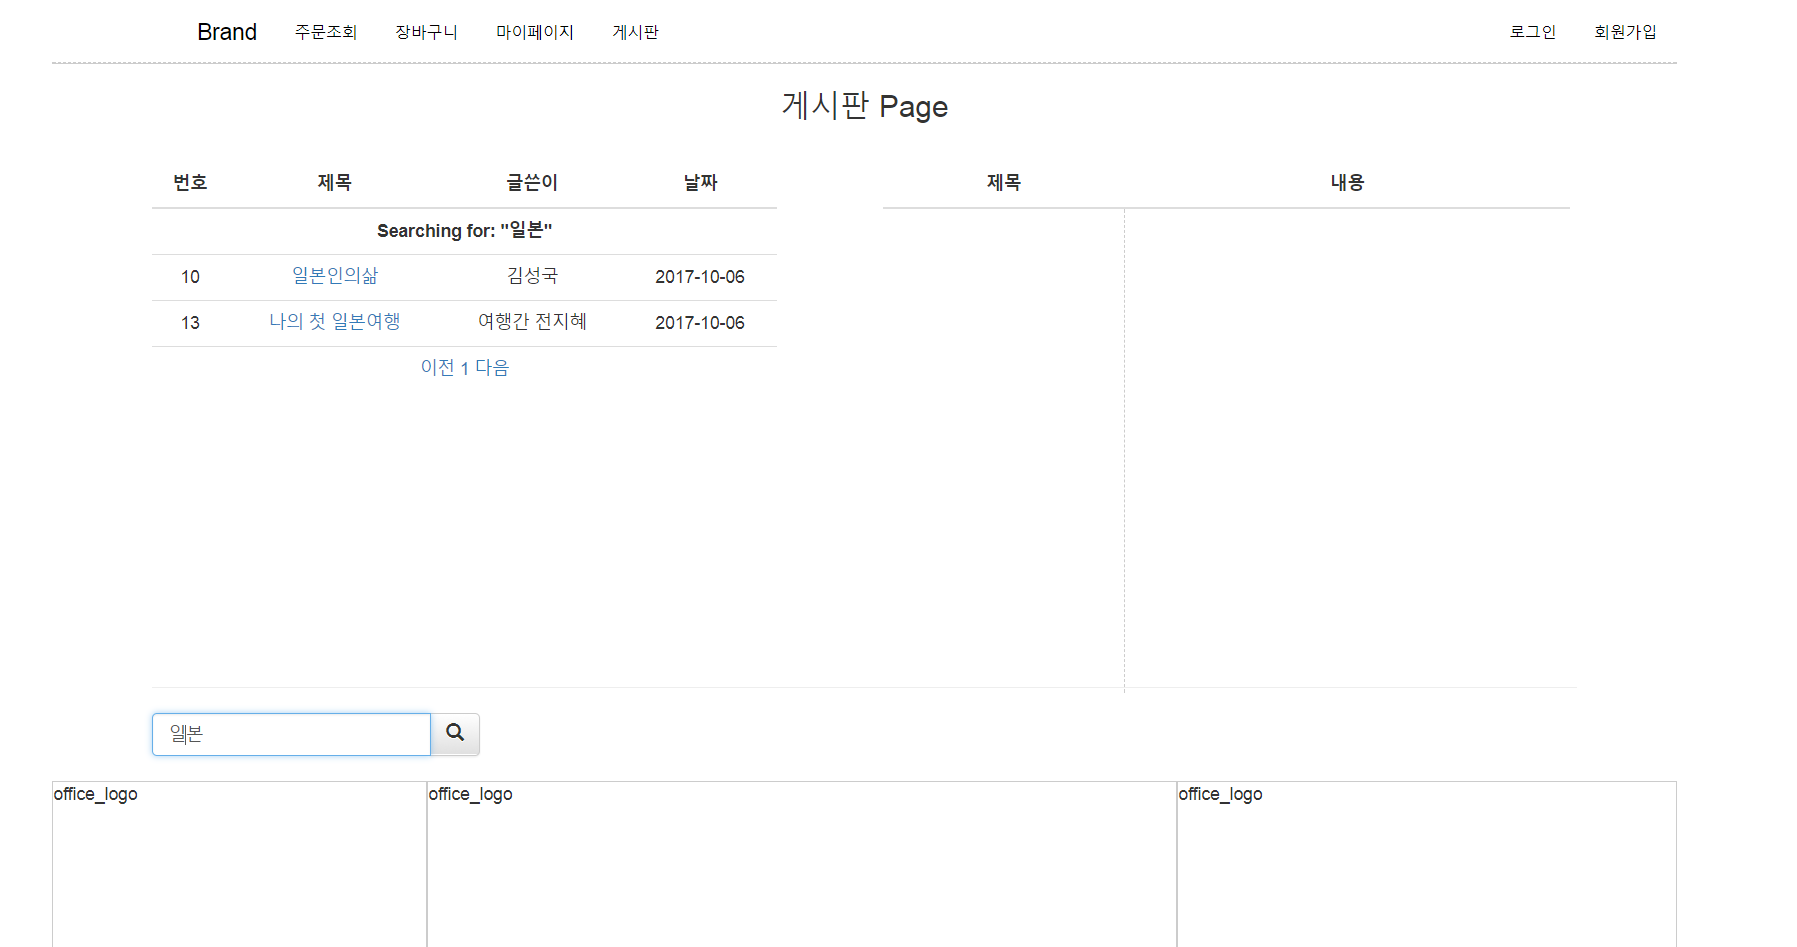 Brand 주문조회 장바구니 마이페이지 게시판 로그인 회원가입
게시판 Page
번호 제목 글쓴이 날짜
Searching for: "일본"
10 일본인의삶 김성국 2017-10-06
13 나의 첫 일본여행 여행간 전지혜 2017-10-06
이전 1 다음
제목 내용
일본
office_logo office_logo office_logo